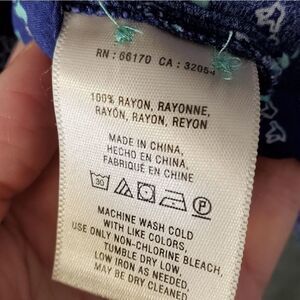 RN : 66170 CA : 32054
100% RAYON, RAYONNE,
RAYÓN, RAYON, REYON
MADE IN CHINA,
HECHO EN CHINA,
FABRIQUÉ EN CHINE
30 P
MACHINE WASH COLD
WITH LIKE COLORS,
USE ONLY NON-CHLORINE BLEACH,
TUMBLE DRY LOW,
LOW IRON AS NEEDED,
MAY BE DRY CLEANED